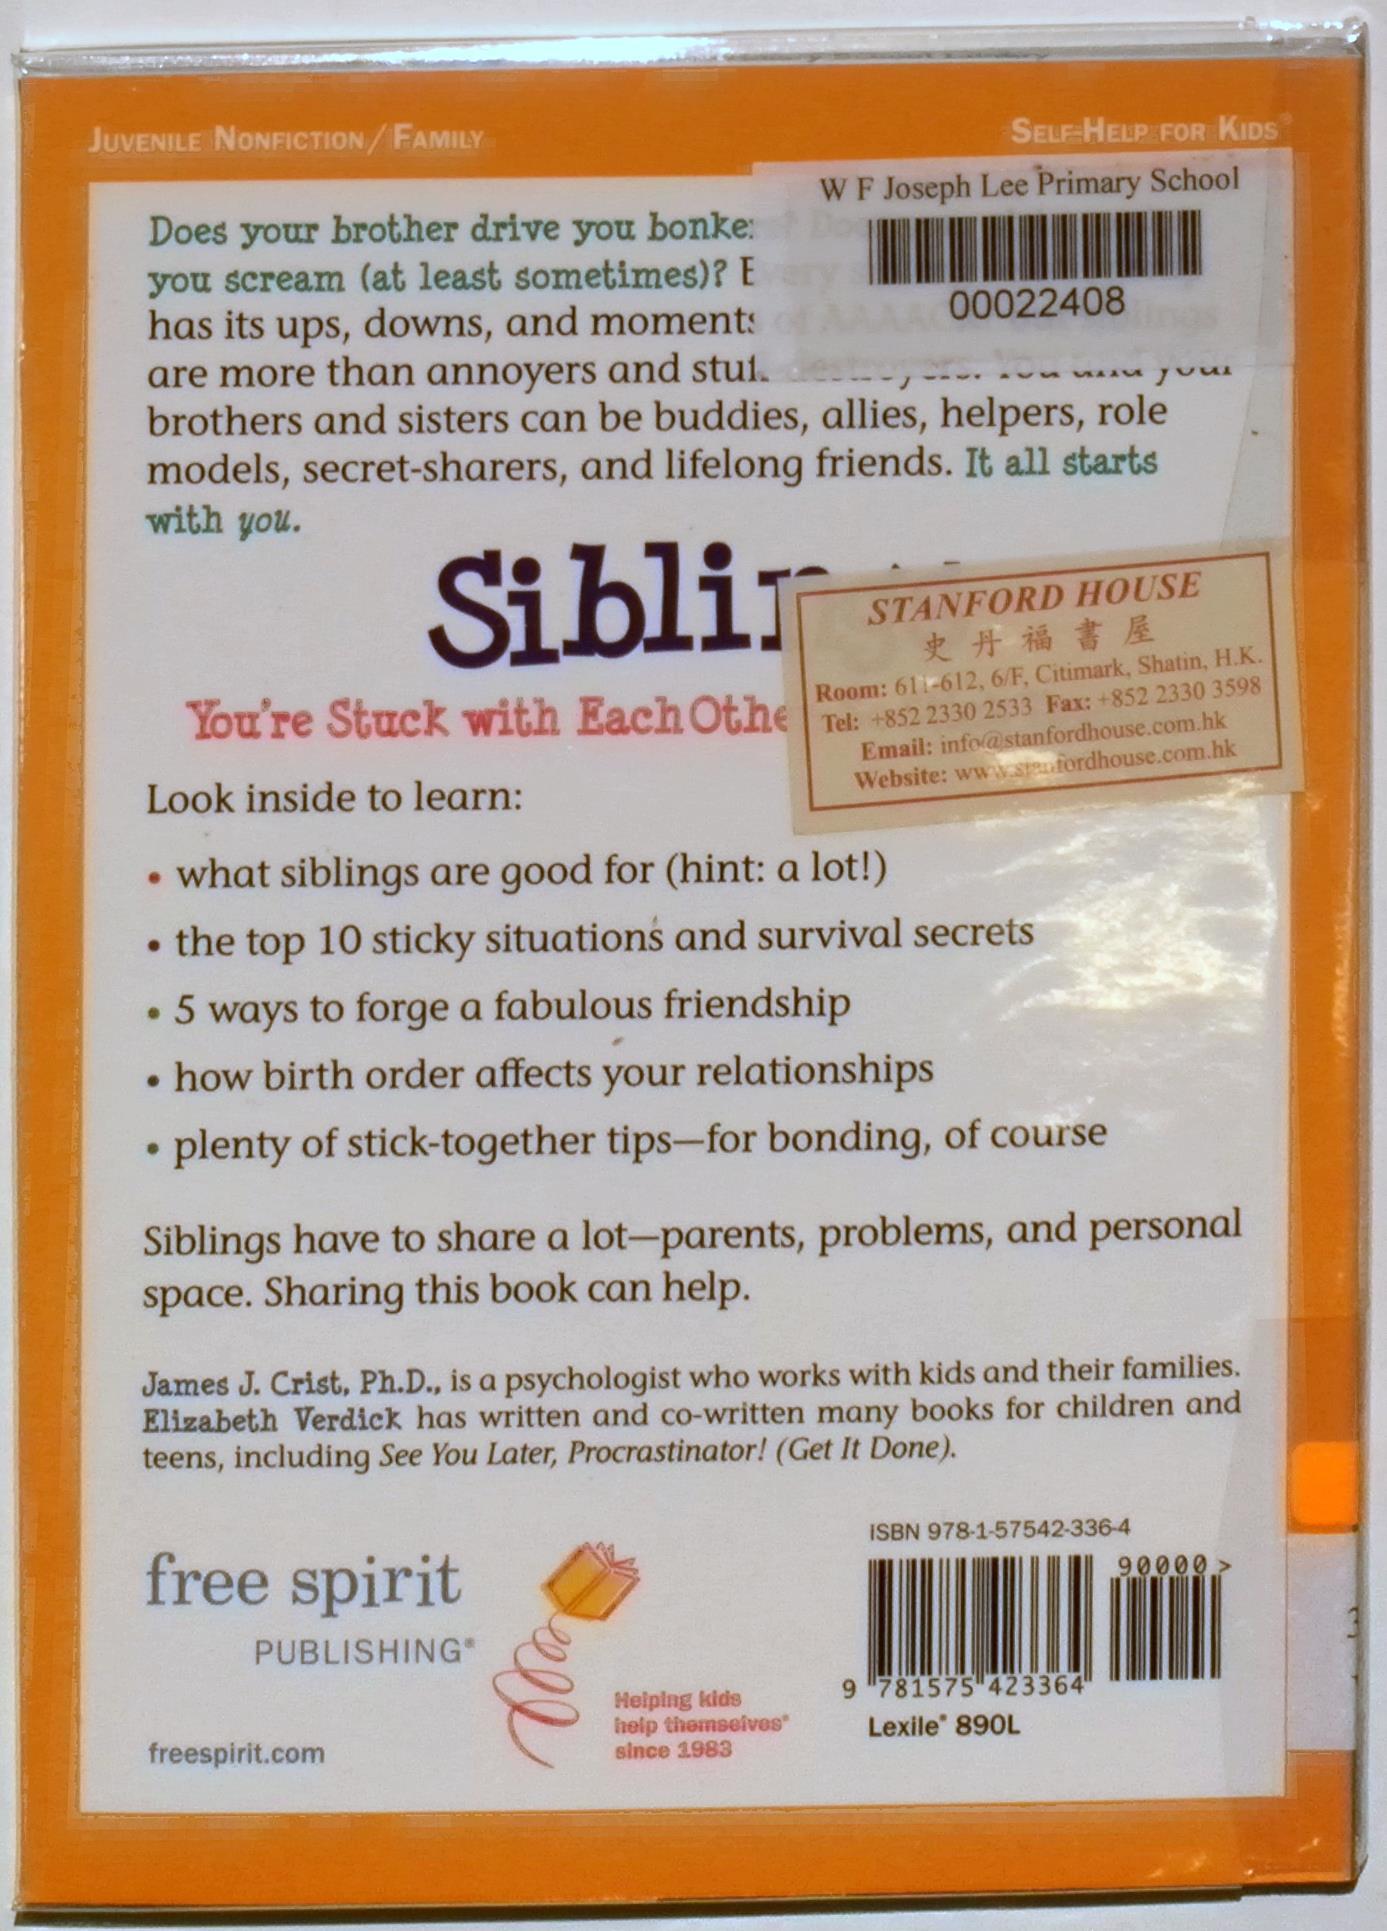 JUVENILE NONFICTION / FAMILY
SELF-HELP FOR KIDS®
W F Joseph Lee Primary School
00022408
Does your brother drive you bonke
you scream (at least sometimes)?
has its ups, downs, and moments of
are more than annoyers and destroyers. You and your
brothers and sisters can be buddies, allies, helpers, role
models, secret-sharers, and lifelong friends. It all starts
with you.
Siblin
You're Stuck with Each Othe
STANFORD HOUSE
史丹福書屋
Room: 611-612, 6/F, Citimark, Shatin, H.K.
Tel: +852 2330 2533 Fax: +852 2330 3598
Email: info@stanfordhouse.com.hk
Website: www.stanfordhouse.com.hk
Look inside to learn:
• what siblings are good for (hint: a lot!)
• the top 10 sticky situations and survival secrets
• 5 ways to forge a fabulous friendship
• how birth order affects your relationships
• plenty of stick-together tips—for bonding, of course
Siblings have to share a lot—parents, problems, and personal
space. Sharing this book can help.
James J. Crist, Ph.D., is a psychologist who works with kids and their families.
Elizabeth Verdick has written and co-written many books for children and
teens, including See You Later, Procrastinator! (Get It Done).
free spirit
PUBLISHING®
Helping kids
help themselves®
since 1983
freespirit.com
ISBN 978-1-57542-336-4
90000 >
9 781575 423364
Lexile® 890L